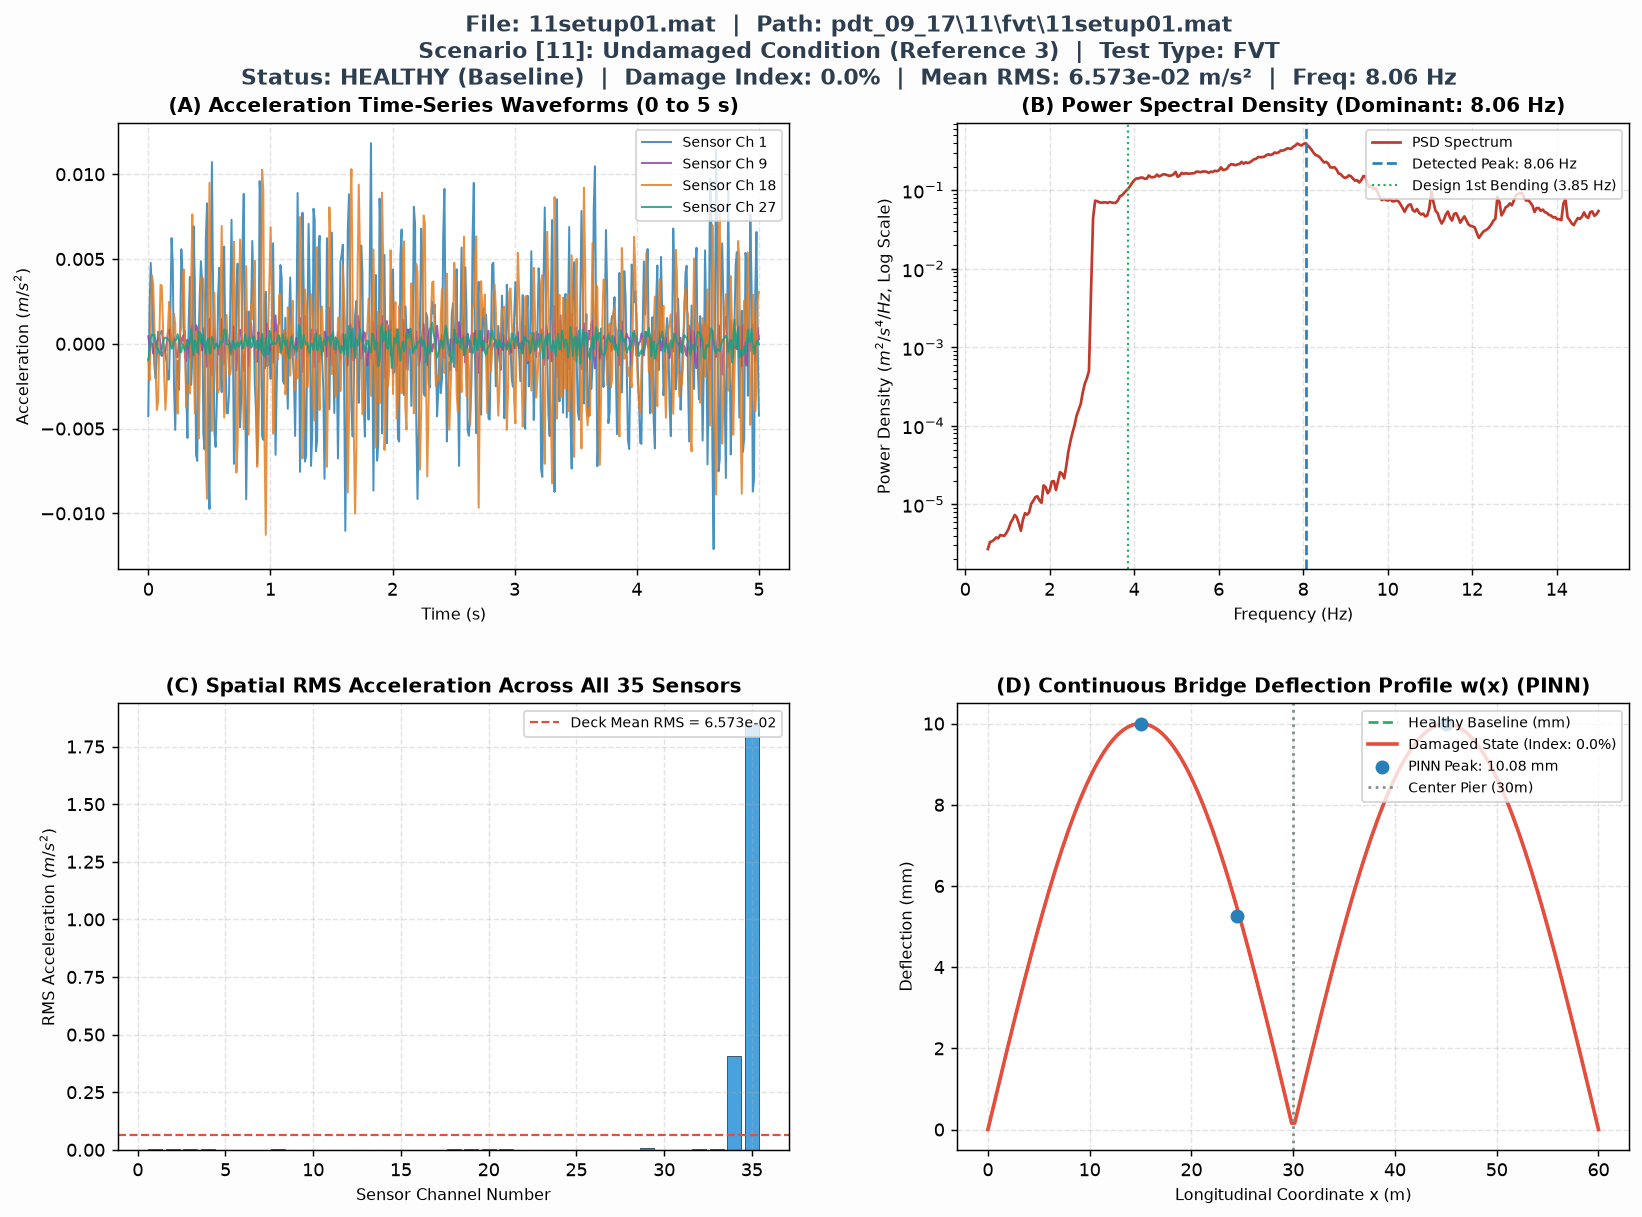 File: 11setup01.mat  |  Path: pdt_09_17\11\fvt\11setup01.mat
Scenario [11]: Undamaged Condition (Reference 3)  |  Test Type: FVT
Status: HEALTHY (Baseline)  |  Damage Index: 0.0%  |  Mean RMS: 6.573e-02 m/s²  |  Freq: 8.06 Hz
(A) Acceleration Time-Series Waveforms (0 to 5 s)
Sensor Ch 1
Sensor Ch 9
Sensor Ch 18
Sensor Ch 27
0.010
0.005
0.000
−0.005
−0.010
Acceleration (m/s²)
0 1 2 3 4 5
Time (s)
(B) Power Spectral Density (Dominant: 8.06 Hz)
PSD Spectrum
Detected Peak: 8.06 Hz
Design 1st Bending (3.85 Hz)
10⁻¹
10⁻²
10⁻³
10⁻⁴
10⁻⁵
Power Density (m²/s⁴/Hz, Log Scale)
0 2 4 6 8 10 12 14
Frequency (Hz)
(C) Spatial RMS Acceleration Across All 35 Sensors
Deck Mean RMS = 6.573e-02
1.75
1.50
1.25
1.00
0.75
0.50
0.25
0.00
RMS Acceleration (m/s²)
0 5 10 15 20 25 30 35
Sensor Channel Number
(D) Continuous Bridge Deflection Profile w(x) (PINN)
Healthy Baseline (mm)
Damaged State (Index: 0.0%)
PINN Peak: 10.08 mm
Center Pier (30m)
10
8
6
4
2
0
Deflection (mm)
0 10 20 30 40 50 60
Longitudinal Coordinate x (m)